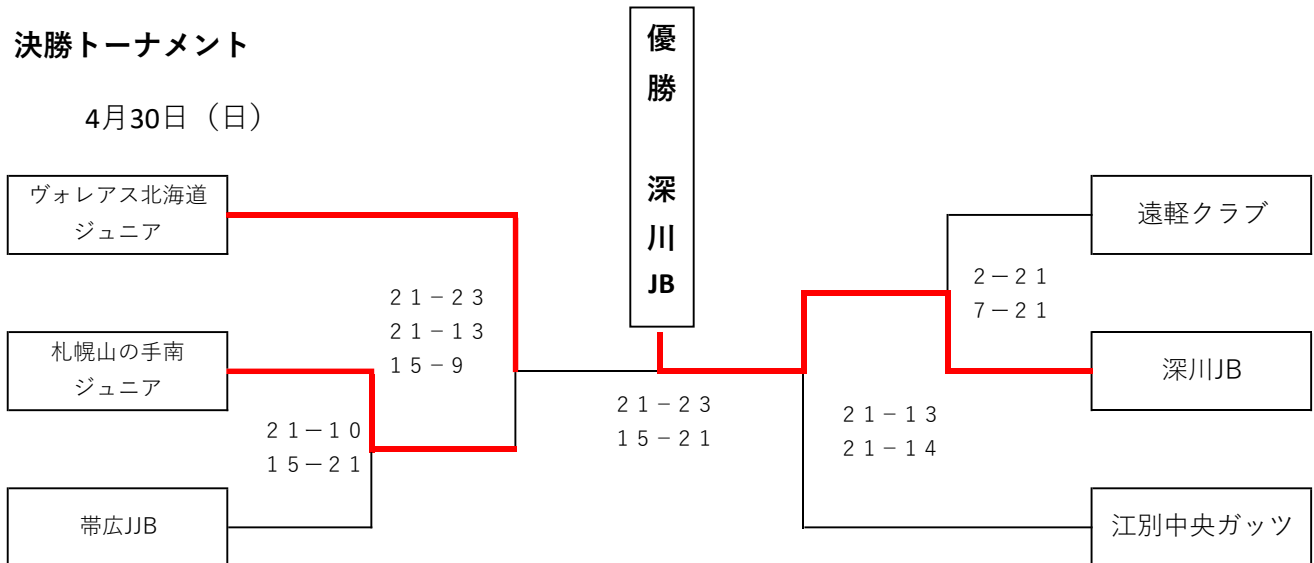 決勝トーナメント
4月30日（日）
優勝　深川JB
ヴォレアス北海道
ジュニア
札幌山の手南
ジュニア
帯広JJB
２１－２３
２１－１３
１５－９
２１－１０
１５－２１
２１－２３
１５－２１
２－２１
７－２１
２１－１３
２１－１４
遠軽クラブ
深川JB
江別中央ガッツ